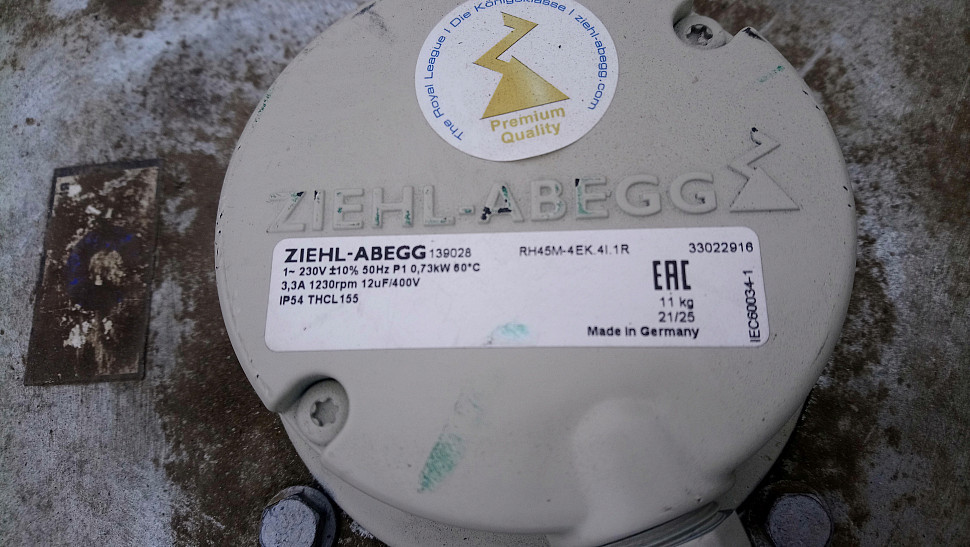 The Royal League | Die Königsklasse | ziehl-abegg.com
Premium
Quality
ZIEHL-ABEGG
ZIEHL-ABEGG 139028 RH45M-4EK.4I.1R 33022916
1~ 230V ±10% 50Hz P1 0,73kW 60°C
3,3A 1230rpm 12uF/400V
IP54 THCL155
EAC
11 kg
21/25
Made in Germany
IEC60034-1